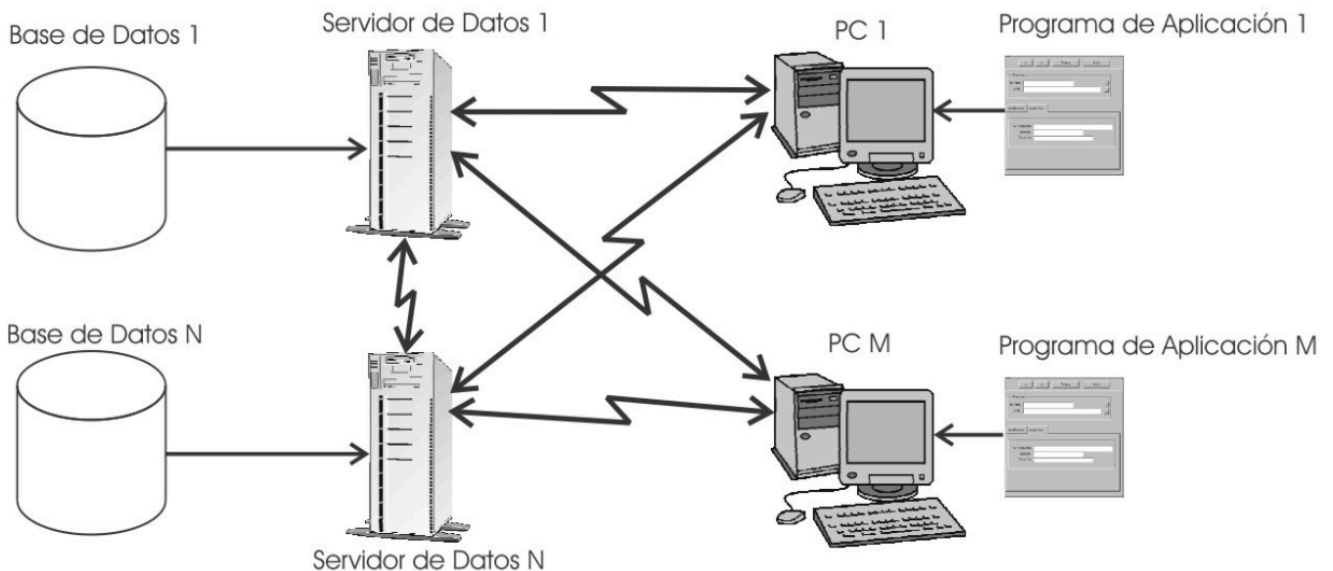 Base de Datos 1
Servidor de Datos 1
PC 1
Programa de Aplicación 1
Base de Datos N
PC M
Programa de Aplicación M
Servidor de Datos N